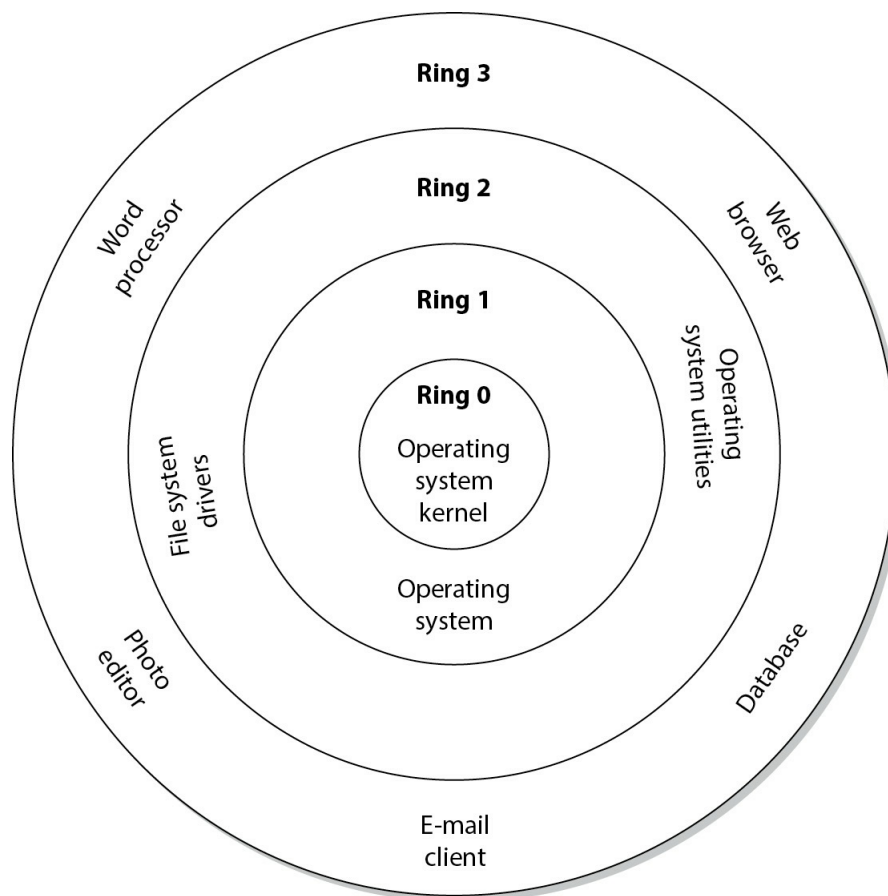 Ring 3
Word
processor
Web
browser
Ring 2
Ring 1
Operating
system utilities
Ring 0
Operating
system
kernel
File system
drivers
Operating
system
Photo
editor
Database
E-mail
client